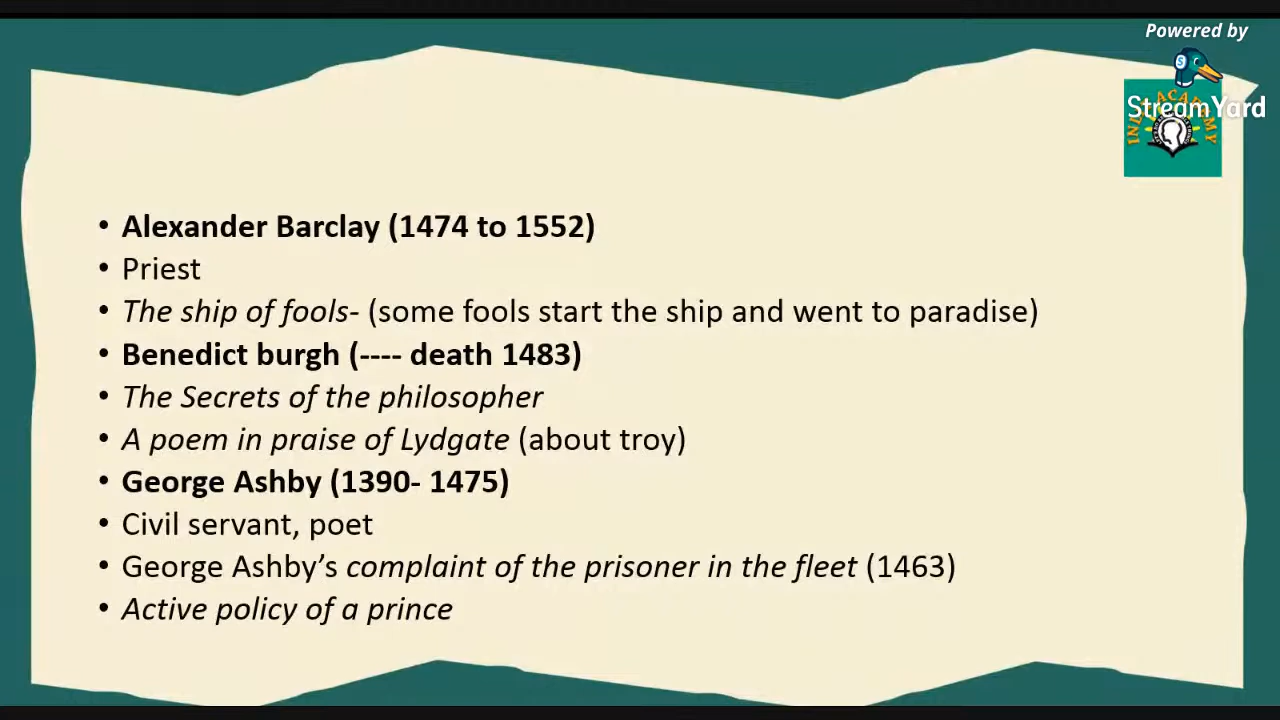 Powered by
StreamYard
INDIA ACADEMY
• Alexander Barclay (1474 to 1552)
• Priest
• The ship of fools- (some fools start the ship and went to paradise)
• Benedict burgh (---- death 1483)
• The Secrets of the philosopher
• A poem in praise of Lydgate (about troy)
• George Ashby (1390- 1475)
• Civil servant, poet
• George Ashby’s complaint of the prisoner in the fleet (1463)
• Active policy of a prince